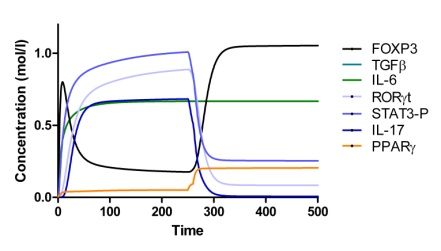 Concentration (mol/l)
1.0
0.5
0.0
0 100 200 300 400 500
Time
FOXP3
TGFβ
IL-6
RORγt
STAT3-P
IL-17
PPARγ